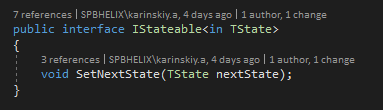 7 references | SPBHELIX\karinskiy.a, 4 days ago | 1 author, 1 change
public interface IStateable<in TState>
{
3 references | SPBHELIX\karinskiy.a, 4 days ago | 1 author, 1 change
void SetNextState(TState nextState);
}